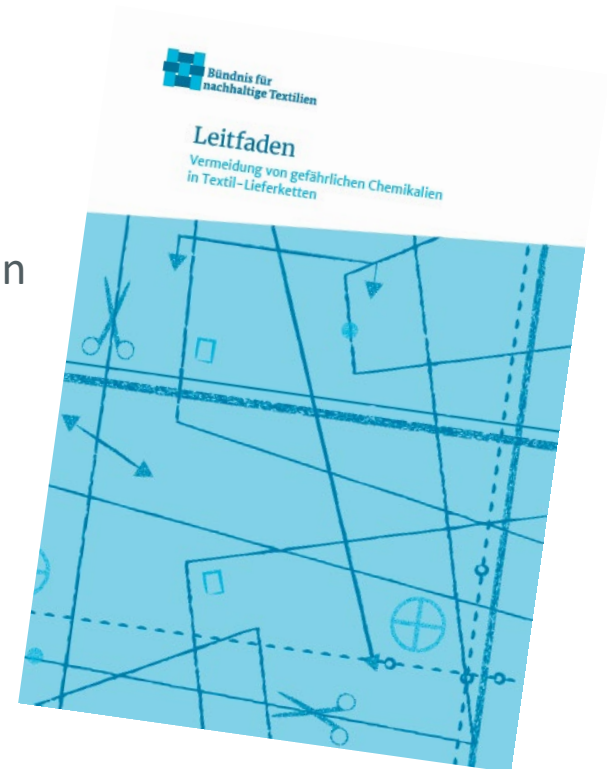 Bündnis für
nachhaltige Textilien
Leitfaden
Vermeidung von gefährlichen Chemikalien
in Textil-Lieferketten
n